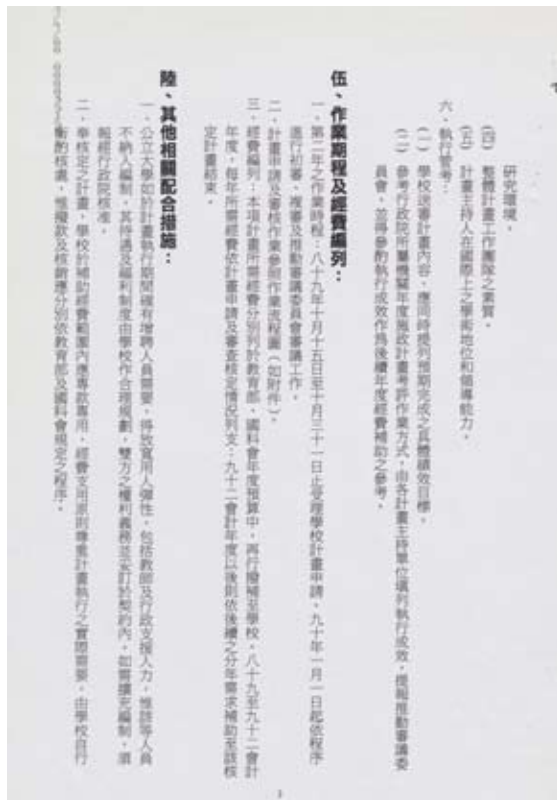 研究環境。
(四) 整體計畫工作團隊之素質。
(五) 計畫主持人在國際上之學術地位和領導能力。
六、執行管考：
(一) 學校送審計畫內容，應同時提列預期完成之具體績效目標。
(二) 參考行政院所屬機關年度施政計畫考評作業方式，由各計畫主持單位填列執行成效，提報推動審議委
員會，並得參酌執行成效作為後續年度經費補助之參考。
伍、作業期程及經費編列：
一、第二年之作業時程：八十九年十月十五日至十月三十一日止受理學校計畫申請，九十年一月一日起依程序
進行初審、複審及推動審議委員會審議工作。
二、計畫申請及審核作業參照作業流程圖（如附件）。
三、經費編列：本項計畫所需經費分別列於教育部、國科會年度預算中，再行撥補至學校，八十九至九十二會計
年度，每年所需經費依計畫申請及審查核定情況列支；九十二會計年度以後則依後續之分年需求補助至該核
定計畫結束。
陸、其他相關配合措施：
一、公立大學如於計畫執行期間確有增聘人員需要，得放寬用人彈性，包括教師及行政支援人力，惟該等人員
不納入編制，其待遇及福利制度由學校作合理規劃，雙方之權利義務並妥訂於契約內，如需擴充編制，須
報經行政院核准。
二、奉核定之計畫，學校於補助經費範圍內應專款專用，經費支用原則尊重計畫執行之實際需要，由學校自行
衡酌核處，惟撥款及核銷應分別依教育部及國科會規定之程序。
3